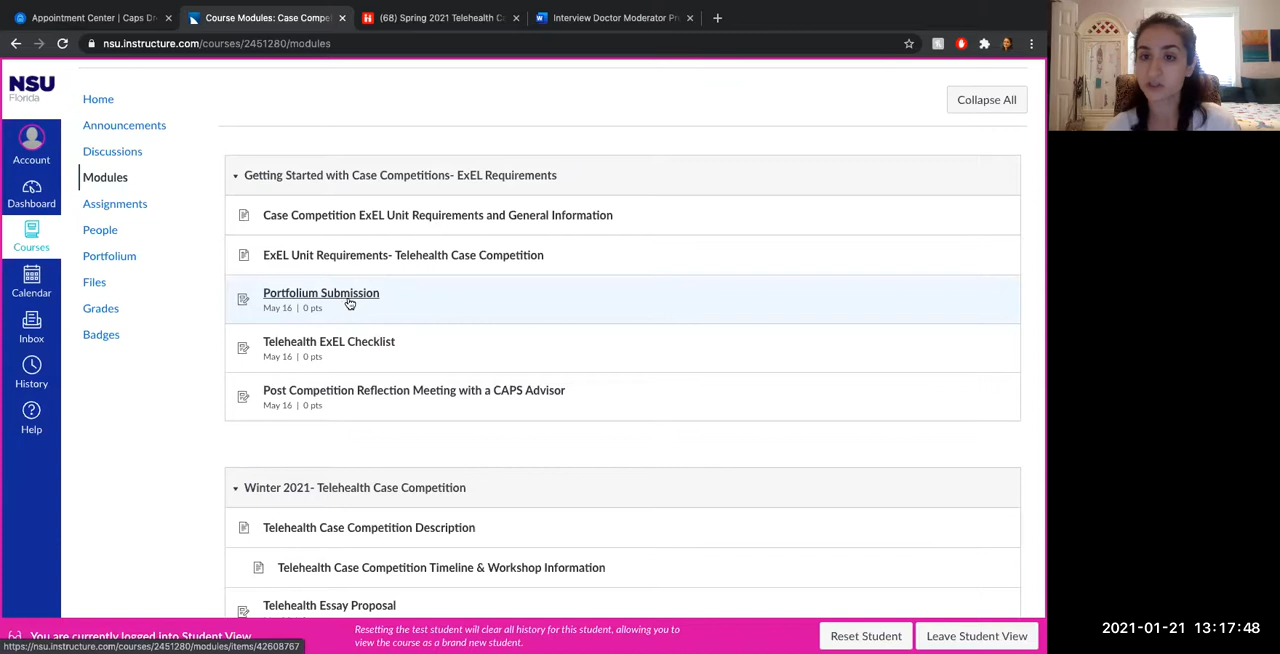 Appointment Center | Caps D
Course Modules: Case Compe
(68) Spring 2021 Telehealth C
Interview Doctor Moderator Pr
nsu.instructure.com/courses/2451280/modules
NSU
Florida
Account
Dashboard
Courses
Calendar
Inbox
History
Help
Home
Announcements
Discussions
Modules
Assignments
People
Portfolium
Files
Grades
Badges
Collapse All
Getting Started with Case Competitions- ExEL Requirements
Case Competition ExEL Unit Requirements and General Information
ExEL Unit Requirements- Telehealth Case Competition
Portfolium Submission
May 16 | 0 pts
Telehealth ExEL Checklist
May 16 | 0 pts
Post Competition Reflection Meeting with a CAPS Advisor
May 16 | 0 pts
Winter 2021- Telehealth Case Competition
Telehealth Case Competition Description
Telehealth Case Competition Timeline & Workshop Information
Telehealth Essay Proposal
You are currently logged into Student View
Resetting the test student will clear all history for this student, allowing you to
view the course as a brand new student.
Reset Student
Leave Student View
https://nsu.instructure.com/courses/2451280/modules/items/42608767
2021-01-21 13:17:48